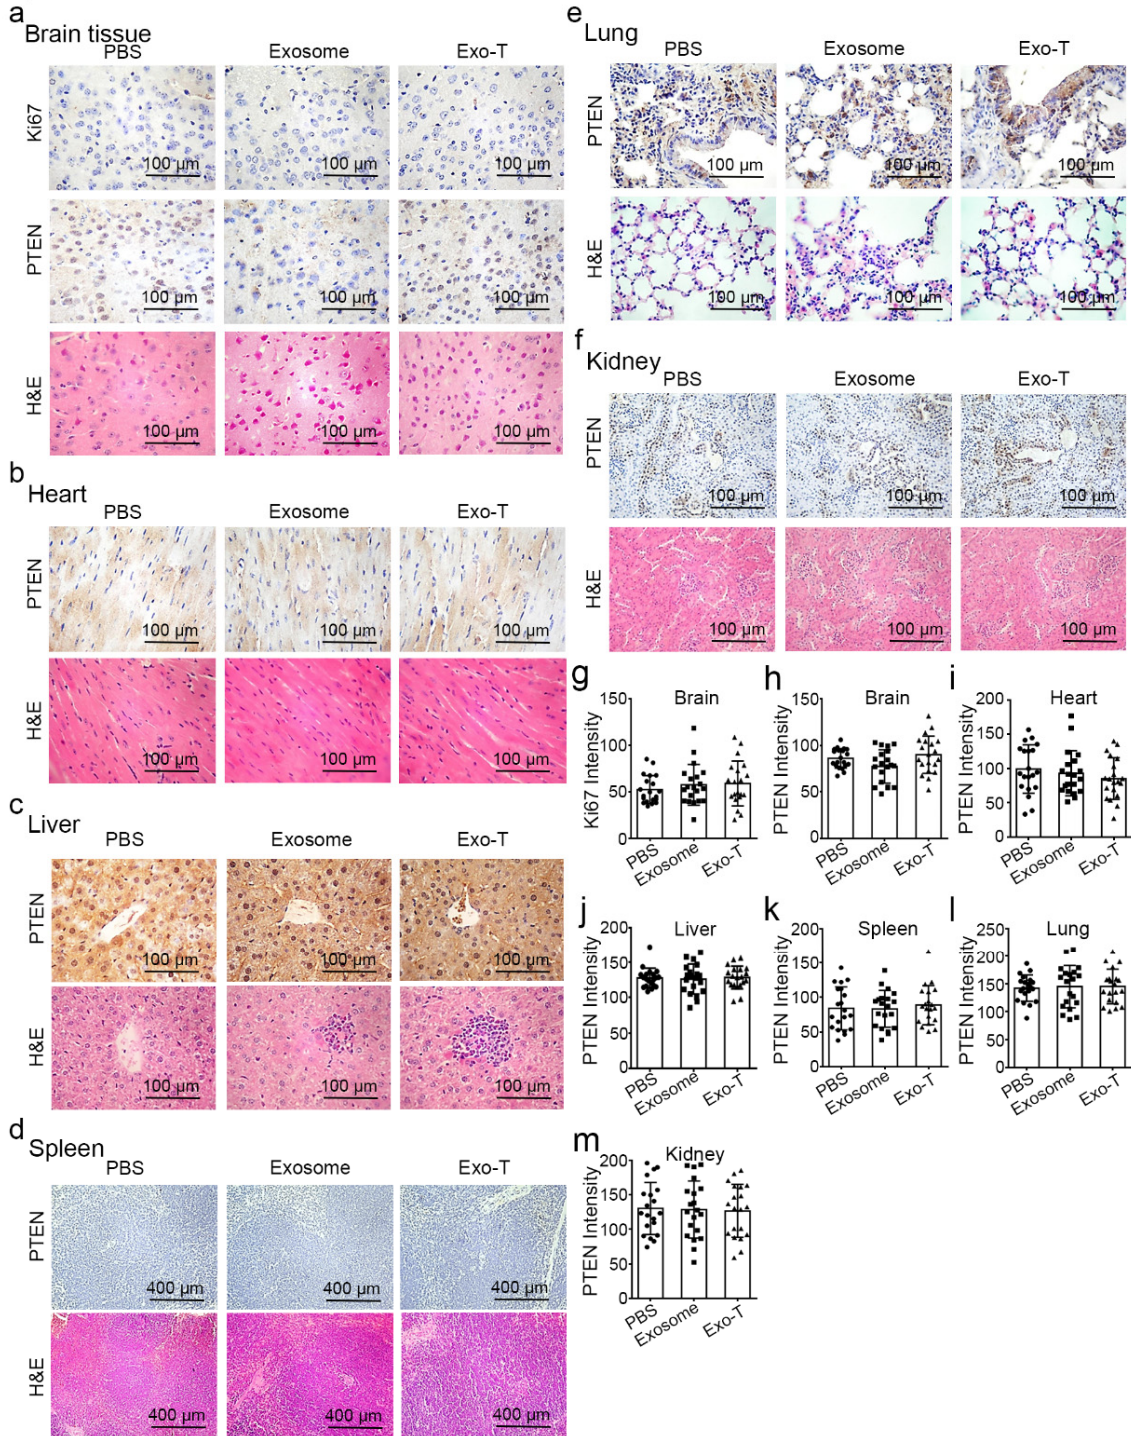 a
Brain tissue
PBS Exosome Exo-T
Ki67
100 µm 100 µm 100 µm
PTEN
100 µm 100 µm 100 µm
H&E
100 µm 100 µm 100 µm
b
Heart
PBS Exosome Exo-T
PTEN
100 µm 100 µm 100 µm
H&E
100 µm 100 µm 100 µm
c
Liver
PBS Exosome Exo-T
PTEN
100 µm 100 µm 100 µm
H&E
100 µm 100 µm 100 µm
d
Spleen
PBS Exosome Exo-T
PTEN
400 µm 400 µm 400 µm
H&E
400 µm 400 µm 400 µm
e
Lung
PBS Exosome Exo-T
PTEN
100 µm 100 µm 100 µm
H&E
100 µm 100 µm 100 µm
f
Kidney
PBS Exosome Exo-T
PTEN
100 µm 100 µm 100 µm
H&E
100 µm 100 µm 100 µm
g
Brain
Ki67 Intensity
150
100
50
0
PBS Exosome Exo-T
h
Brain
PTEN Intensity
150
100
50
0
PBS Exosome Exo-T
i
Heart
PTEN Intensity
200
150
100
50
0
PBS Exosome Exo-T
j
Liver
PTEN Intensity
200
150
100
50
0
PBS Exosome Exo-T
k
Spleen
PTEN Intensity
200
150
100
50
0
PBS Exosome Exo-T
l
Lung
PTEN Intensity
250
200
150
100
50
0
PBS Exosome Exo-T
m
Kidney
PTEN Intensity
200
150
100
50
0
PBS Exosome Exo-T